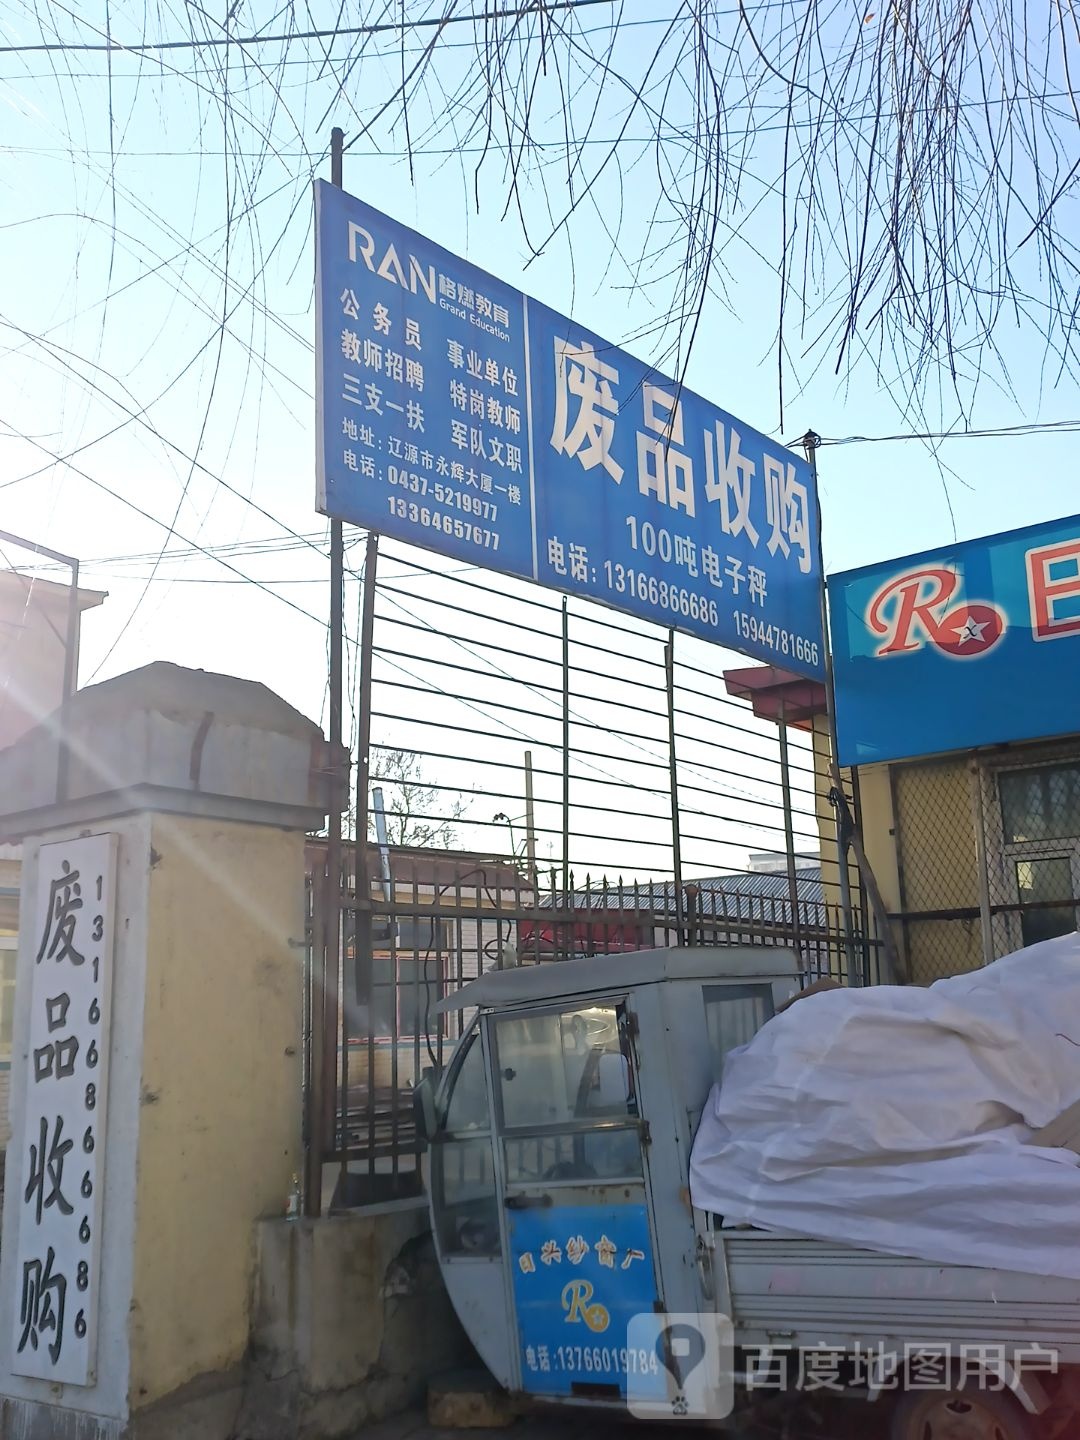 RAN 格燃教育
Grand Education
公务员 事业单位
教师招聘 特岗教师
三支一扶 军队文职
地址：辽源市永辉大厦一楼
电话：0437-5219977
13364657677
废品收购
100吨电子秤
电话：13166866686 15944781666
R
x
日
废品收购
13166866686
日兴纱窗厂
R
电话：13766019784
百度地图用户